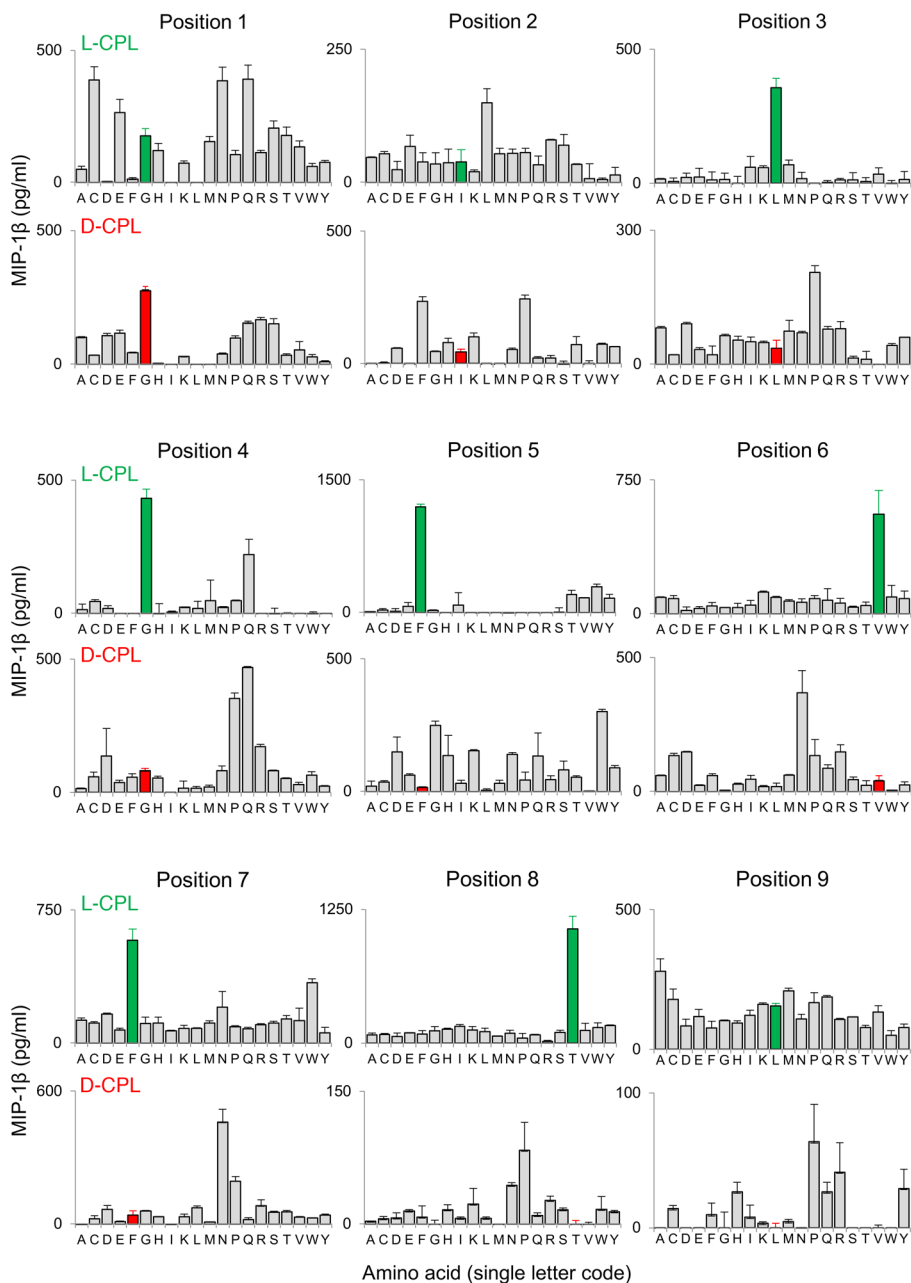 Position 1 Position 2 Position 3
L-CPL
500 250 500
0 0 0
A C D E F G H I K L M N P Q R S T V W Y A C D E F G H I K L M N P Q R S T V W Y A C D E F G H I K L M N P Q R S T V W Y
MIP-1β (pg/ml)
D-CPL
500 500 300
0 0 0
A C D E F G H I K L M N P Q R S T V W Y A C D E F G H I K L M N P Q R S T V W Y A C D E F G H I K L M N P Q R S T V W Y
Position 4 Position 5 Position 6
L-CPL
500 1500 750
0 0 0
A C D E F G H I K L M N P Q R S T V W Y A C D E F G H I K L M N P Q R S T V W Y A C D E F G H I K L M N P Q R S T V W Y
MIP-1β (pg/ml)
D-CPL
500 500 500
0 0 0
A C D E F G H I K L M N P Q R S T V W Y A C D E F G H I K L M N P Q R S T V W Y A C D E F G H I K L M N P Q R S T V W Y
Position 7 Position 8 Position 9
L-CPL
750 1250 500
0 0 0
A C D E F G H I K L M N P Q R S T V W Y A C D E F G H I K L M N P Q R S T V W Y A C D E F G H I K L M N P Q R S T V W Y
MIP-1β (pg/ml)
D-CPL
600 150 100
0 0 0
A C D E F G H I K L M N P Q R S T V W Y A C D E F G H I K L M N P Q R S T V W Y A C D E F G H I K L M N P Q R S T V W Y
Amino acid (single letter code)